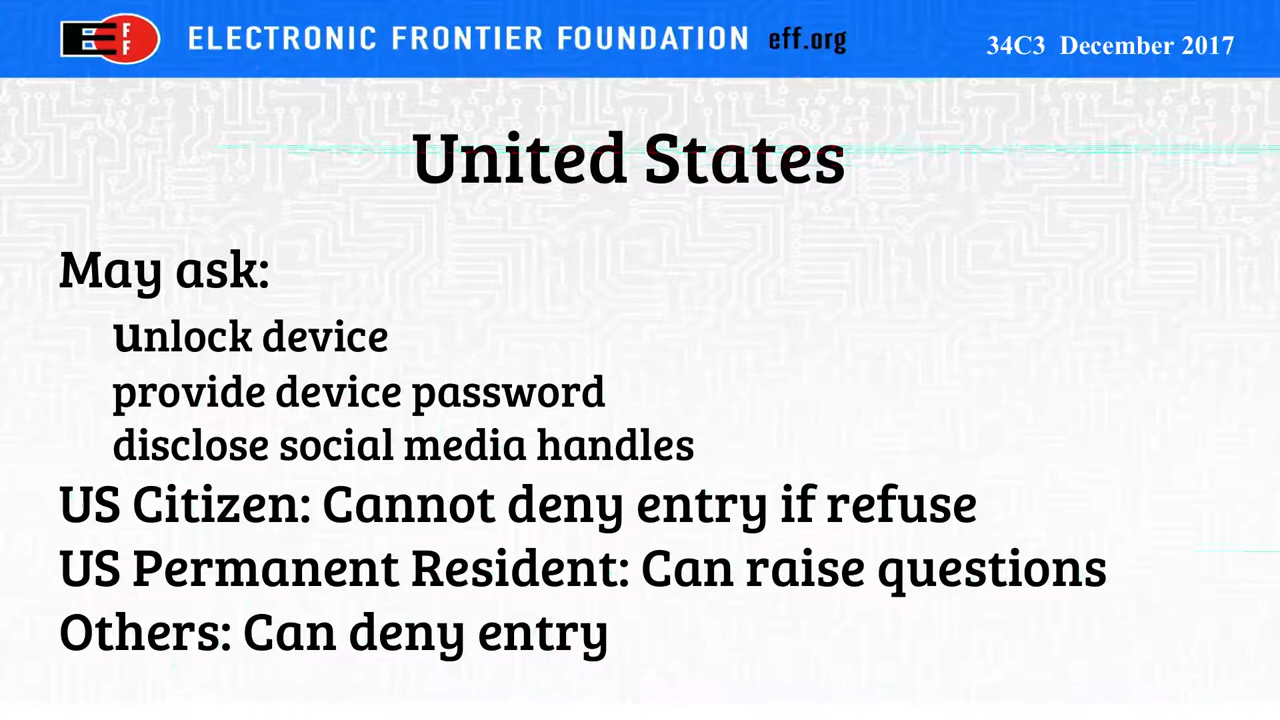 EFF ELECTRONIC FRONTIER FOUNDATION eff.org 34C3 December 2017
United States
May ask:
unlock device
provide device password
disclose social media handles
US Citizen: Cannot deny entry if refuse
US Permanent Resident: Can raise questions
Others: Can deny entry